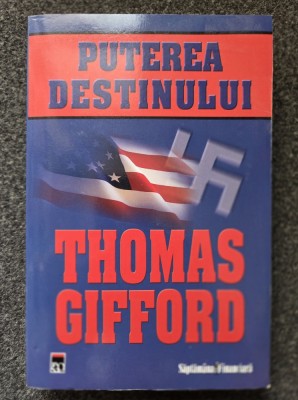 PUTEREA
DESTINULUI
THOMAS
GIFFORD
Săptămâna Financiară